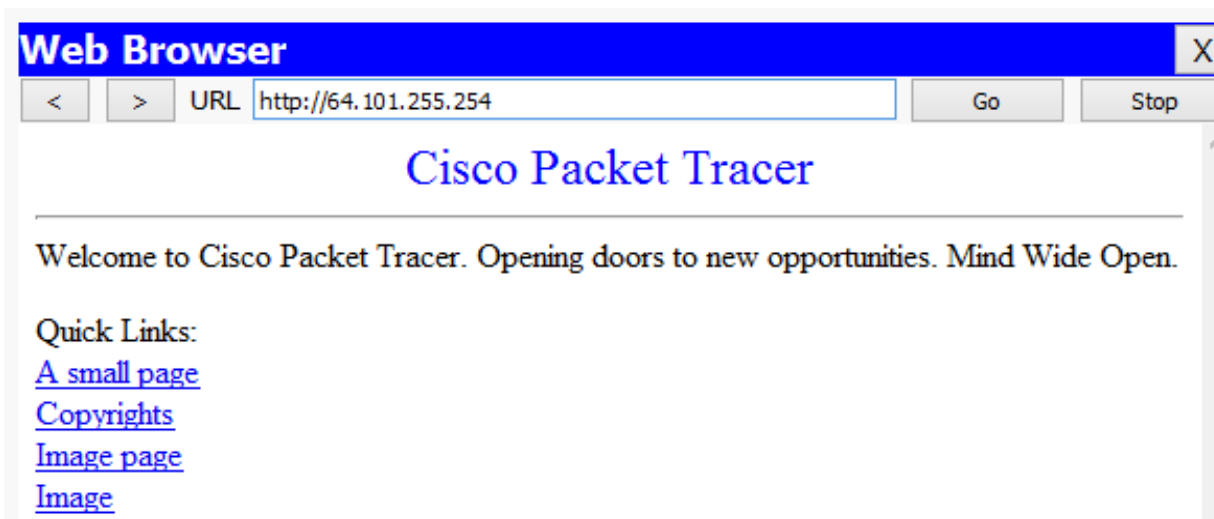 Web Browser X
< > URL http://64.101.255.254 Go Stop
Cisco Packet Tracer
Welcome to Cisco Packet Tracer. Opening doors to new opportunities. Mind Wide Open.
Quick Links:
A small page
Copyrights
Image page
Image